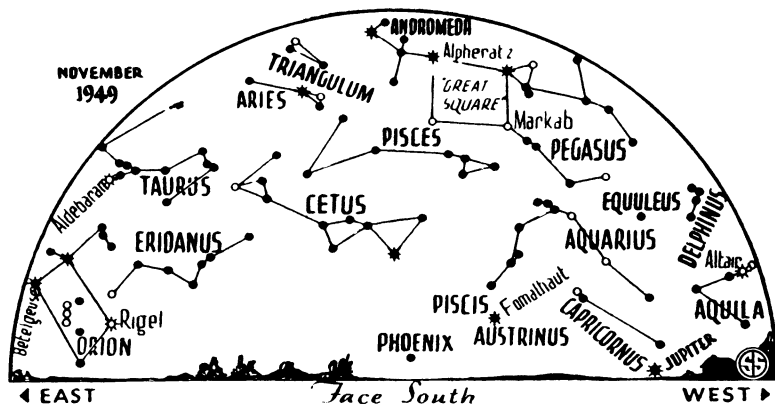 ANDROMEDA
Alpheratz
NOVEMBER
1949
TRIANGULUM
ARIES
"GREAT
SQUARE"
Markab
PISCES
PEGASUS
Aldebaran
TAURUS
CETUS
EQUULEUS
DELPHINUS
ERIDANUS
AQUARIUS
Altair
Betelgeuse
Rigel
ORION
PISCIS
AUSTRINUS
Fomalhaut
CAPRICORNUS
AQUILA
PHOENIX
JUPITER
SS
EAST
Face South
WEST